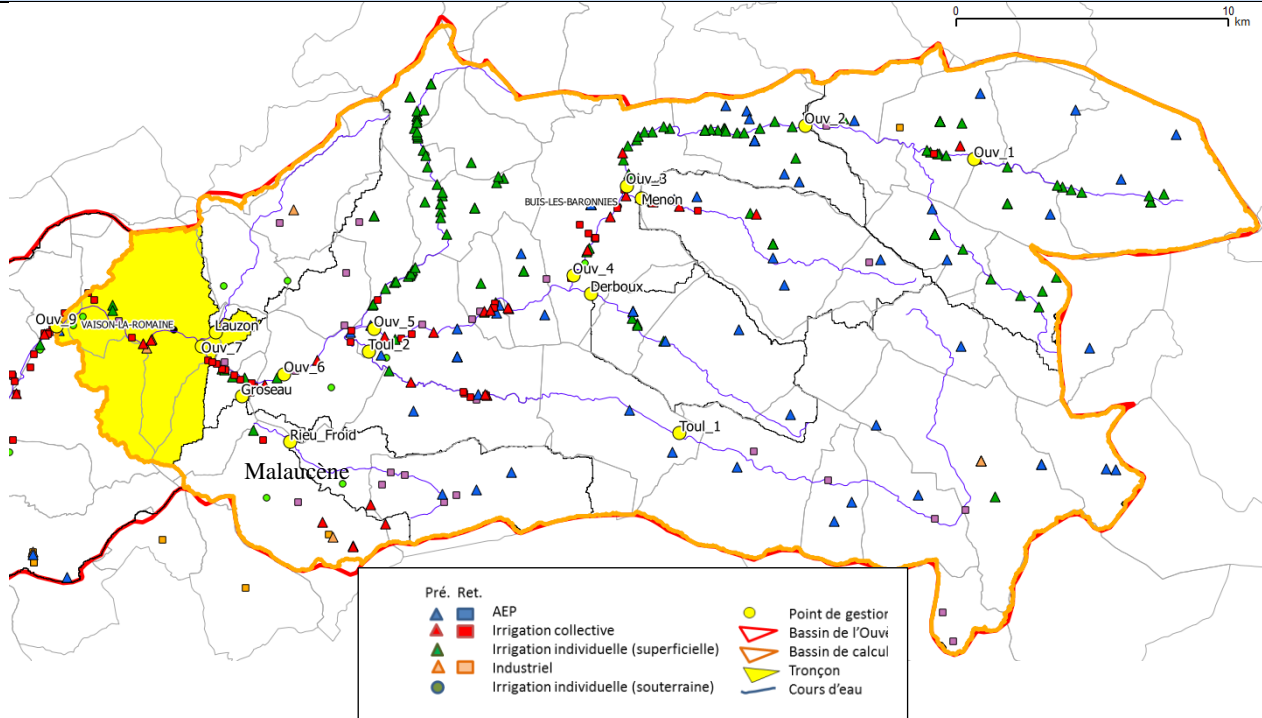 0 10
km
Ouv_2
Ouv_1
Ouv_3
BUIS-LES-BARONNIES
Menon
Ouv_4
Derboux
Ouv_9
VAISON-LA-ROMAINE
Lauzon
Ouv_5
Ouv_7
Toul_2
Ouv_6
Groseau
Toul_1
Rieu_Froid
Malaucène
Pré. Ret.
AEP
Irrigation collective
Irrigation individuelle (superficielle)
Industriel
Irrigation individuelle (souterraine)
Point de gestion
Bassin de l'Ouvè
Bassin de calcul
Tronçon
Cours d'eau